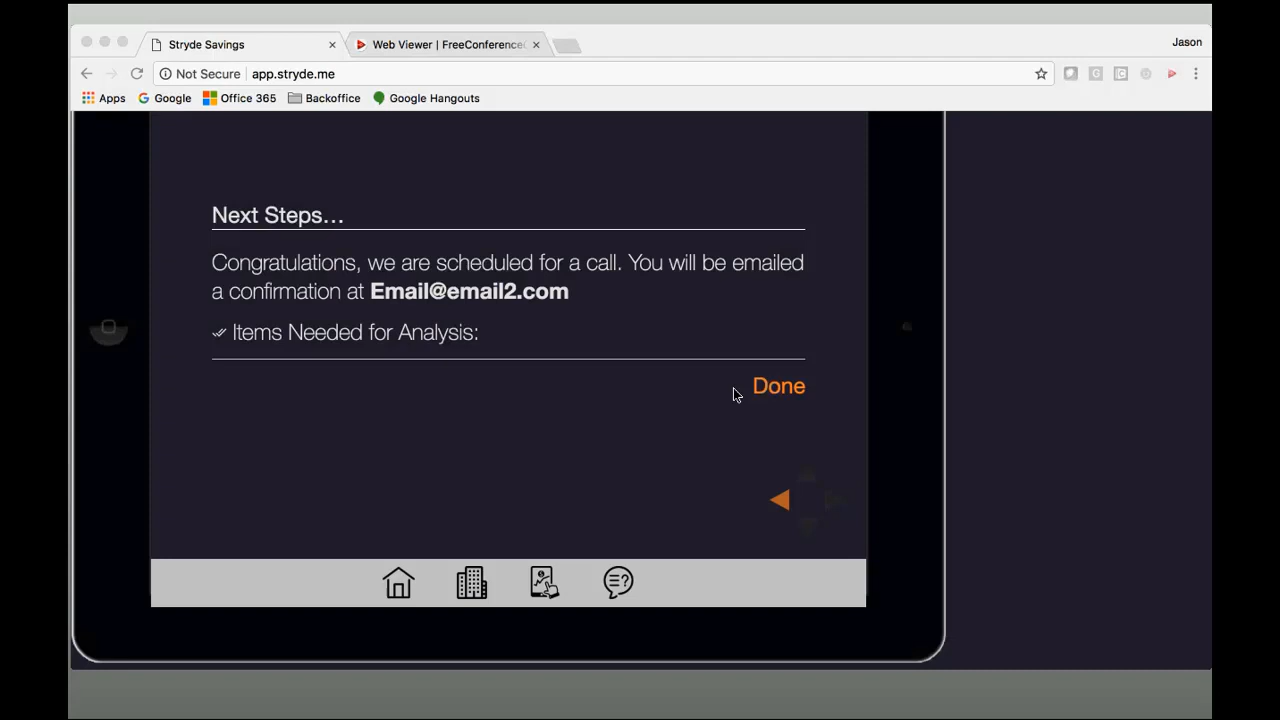 Stryde Savings
Web Viewer | FreeConference
Jason
Not Secure
app.stryde.me
Apps
Google
Office 365
Backoffice
Google Hangouts
Next Steps...
Congratulations, we are scheduled for a call. You will be emailed
a confirmation at Email@email2.com
Items Needed for Analysis:
Done